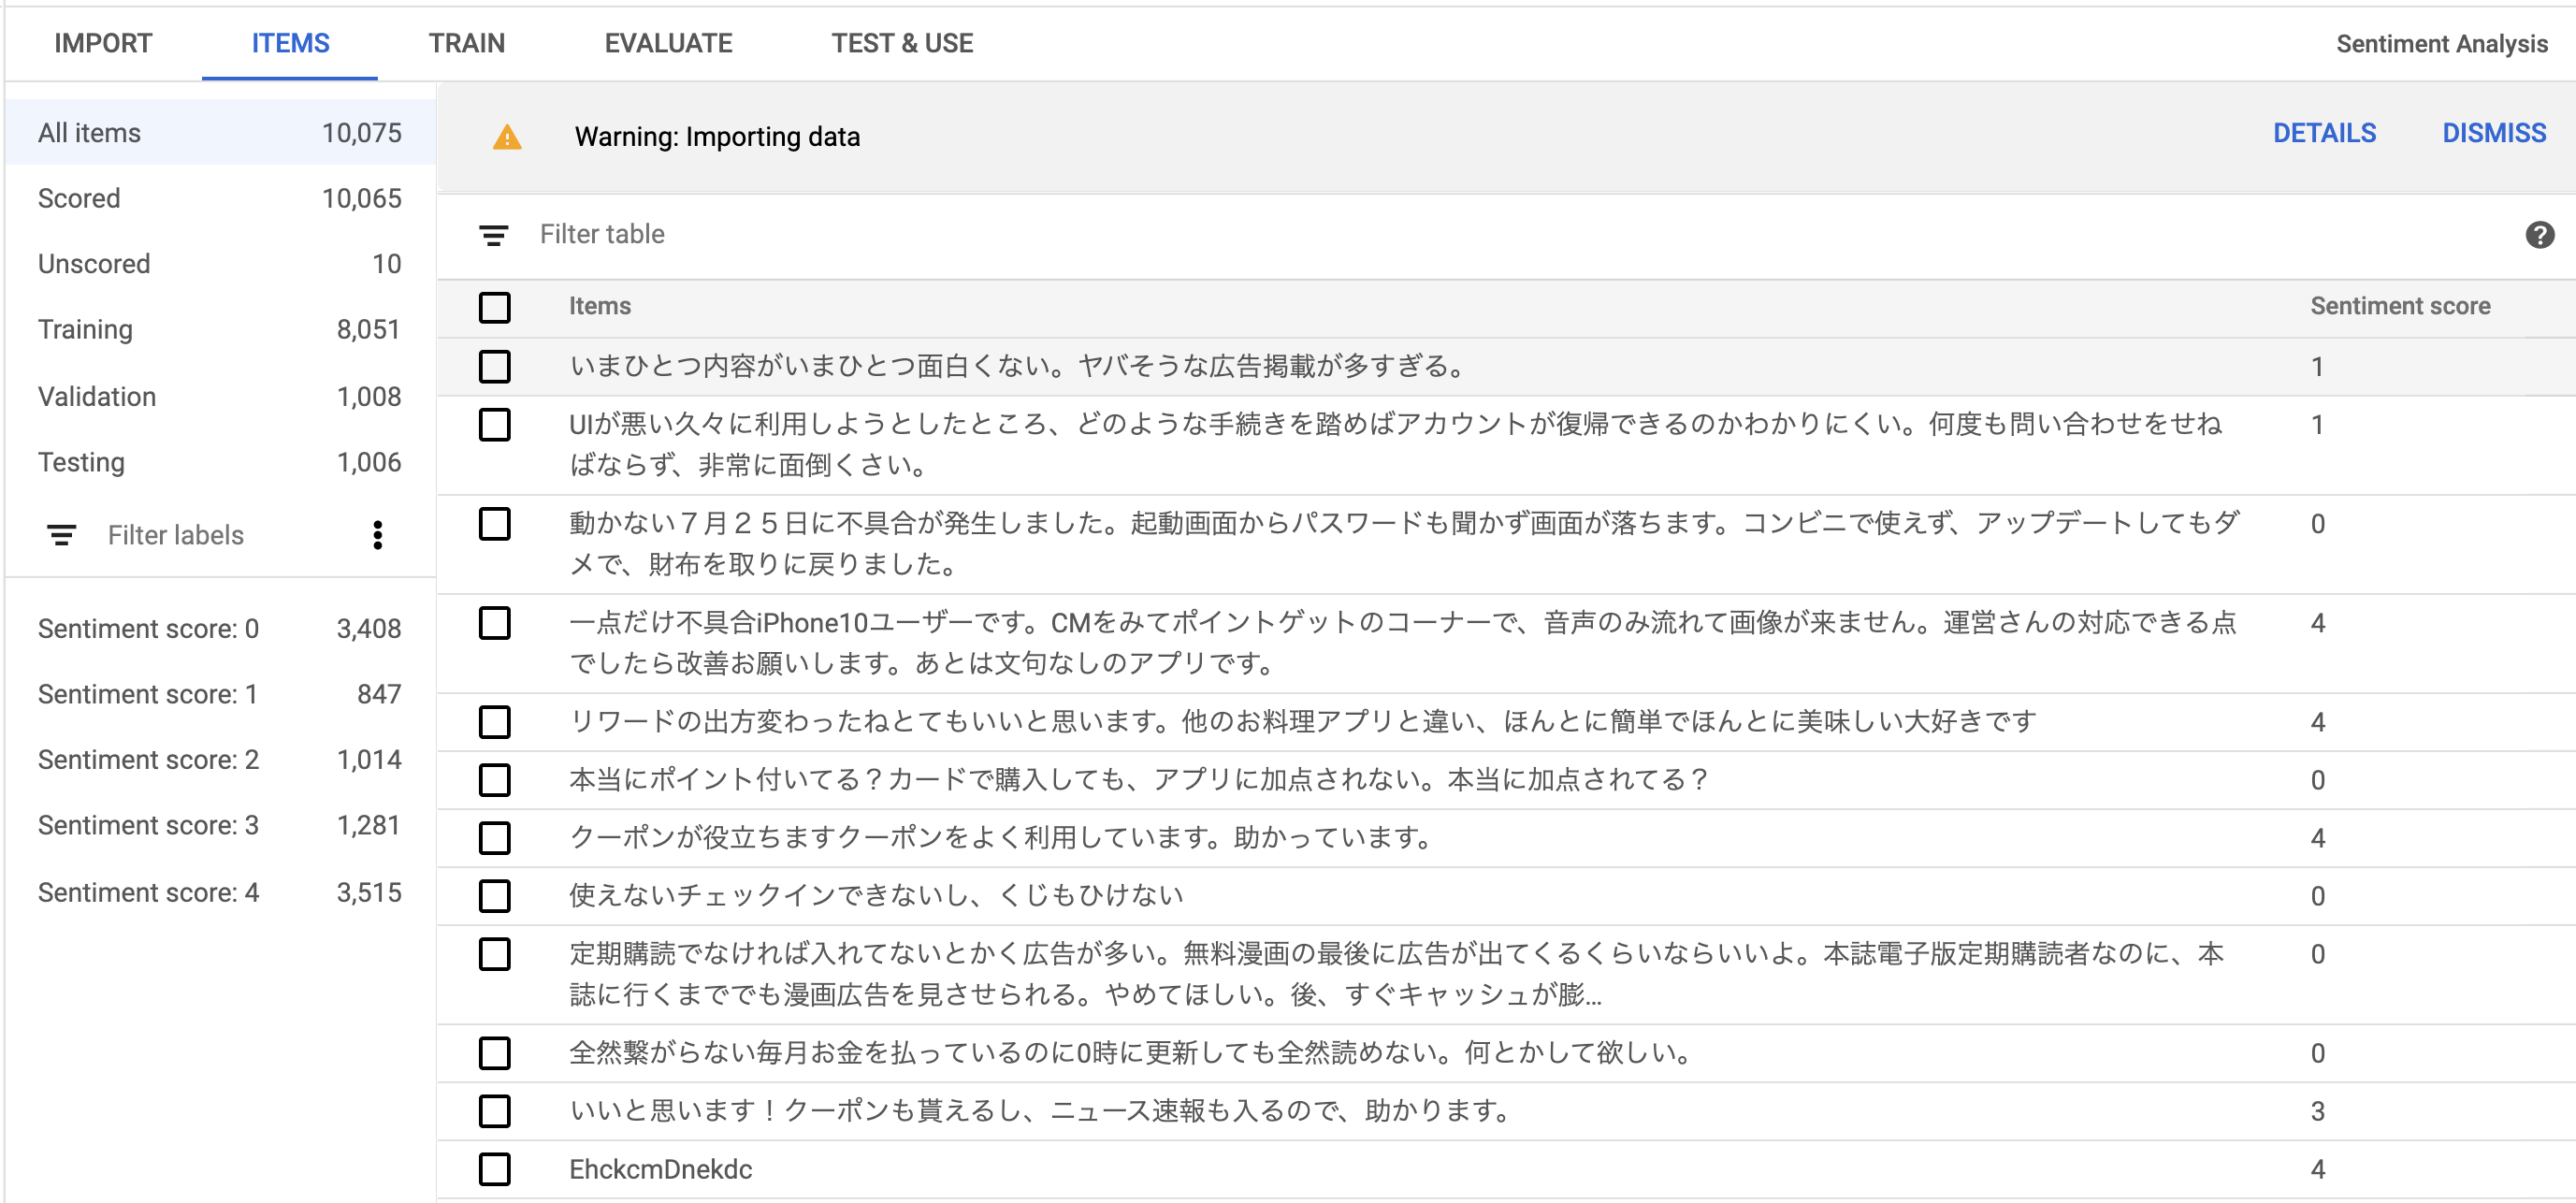 IMPORT
ITEMS
TRAIN
EVALUATE
TEST & USE
Sentiment Analysis
All items 10,075
Scored 10,065
Unscored 10
Training 8,051
Validation 1,008
Testing 1,006
Filter labels
Sentiment score: 0 3,408
Sentiment score: 1 847
Sentiment score: 2 1,014
Sentiment score: 3 1,281
Sentiment score: 4 3,515
Warning: Importing data
DETAILS
DISMISS
Filter table
Items Sentiment score
いまひとつ内容がいまひとつ面白くない。ヤバそうな広告掲載が多すぎる。 1
UIが悪い久々に利用しようとしたところ、どのような手続きを踏めばアカウントが復帰できるのかわかりにくい。何度も問い合わせをせね 1
ばならず、非常に面倒くさい。
動かない７月２５日に不具合が発生しました。起動画面からパスワードも聞かず画面が落ちます。コンビニで使えず、アップデートしてもダ 0
メで、財布を取りに戻りました。
一点だけ不具合iPhone10ユーザーです。CMをみてポイントゲットのコーナーで、音声のみ流れて画像が来ません。運営さんの対応できる点 4
でしたら改善お願いします。あとは文句なしのアプリです。
リワードの出方変わったねとてもいいと思います。他のお料理アプリと違い、ほんとに簡単でほんとに美味しい大好きです 4
本当にポイント付いてる？カードで購入しても、アプリに加点されない。本当に加点されてる？ 0
クーポンが役立ちますクーポンをよく利用しています。助かっています。 4
使えないチェックインできないし、くじもひけない 0
定期購読でなければ入れてないとかく広告が多い。無料漫画の最後に広告が出てくるくらいならいいよ。本誌電子版定期購読者なのに、本 0
誌に行くまででも漫画広告を見させられる。やめてほしい。後、すぐキャッシュが膨...
全然繋がらない毎月お金を払っているのに0時に更新しても全然読めない。何とかして欲しい。 0
いいと思います！クーポンも貰えるし、ニュース速報も入るので、助かります。 3
EhckcmDnekdc 4